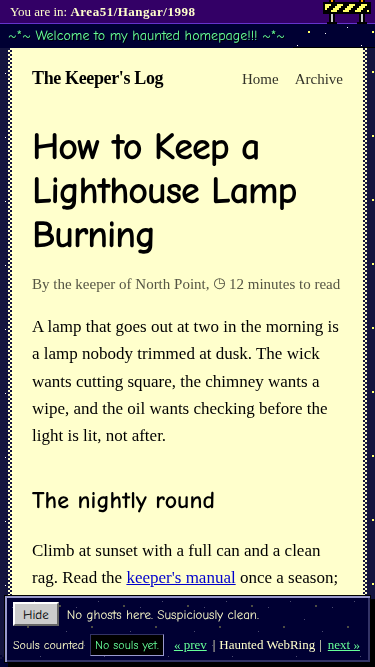 You are in: Area51/Hangar/1998
~*~ Welcome to my haunted homepage!!! ~*~
The Keeper's Log Home Archive
How to Keep a
Lighthouse Lamp
Burning
By the keeper of North Point, 12 minutes to read
A lamp that goes out at two in the morning is
a lamp nobody trimmed at dusk. The wick
wants cutting square, the chimney wants a
wipe, and the oil wants checking before the
light is lit, not after.
The nightly round
Climb at sunset with a full can and a clean
rag. Read the keeper's manual once a season;
Hide No ghosts here. Suspiciously clean.
Souls counted No souls yet. « prev | Haunted WebRing | next »